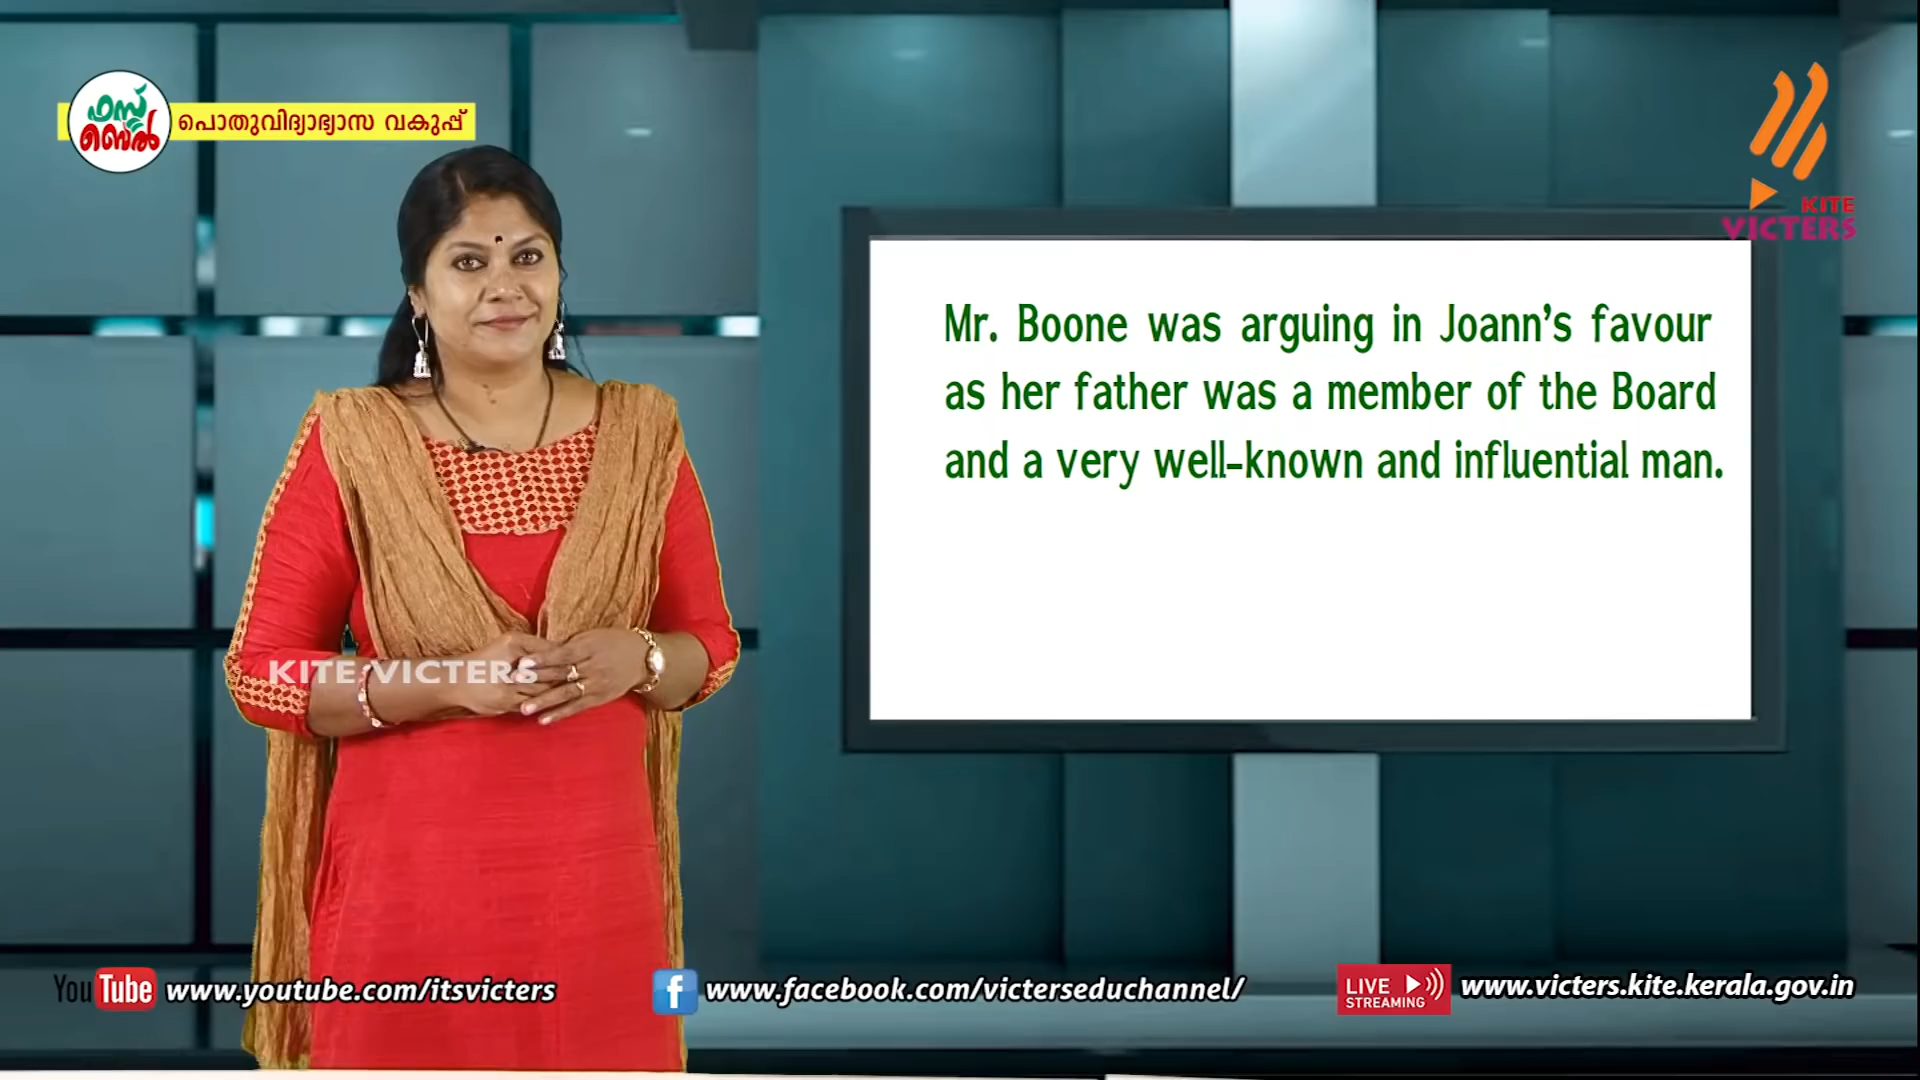 ഫസ്റ്റ്
ബെൽ
പൊതുവിദ്യാഭ്യാസ വകുപ്പ്
KITE
VICTERS
Mr. Boone was arguing in Joann's favour
as her father was a member of the Board
and a very well-known and influential man.
KITE VICTERS
YouTube www.youtube.com/itsvicters
f www.facebook.com/victerseduchannel/
LIVE
STREAMING
www.victers.kite.kerala.gov.in